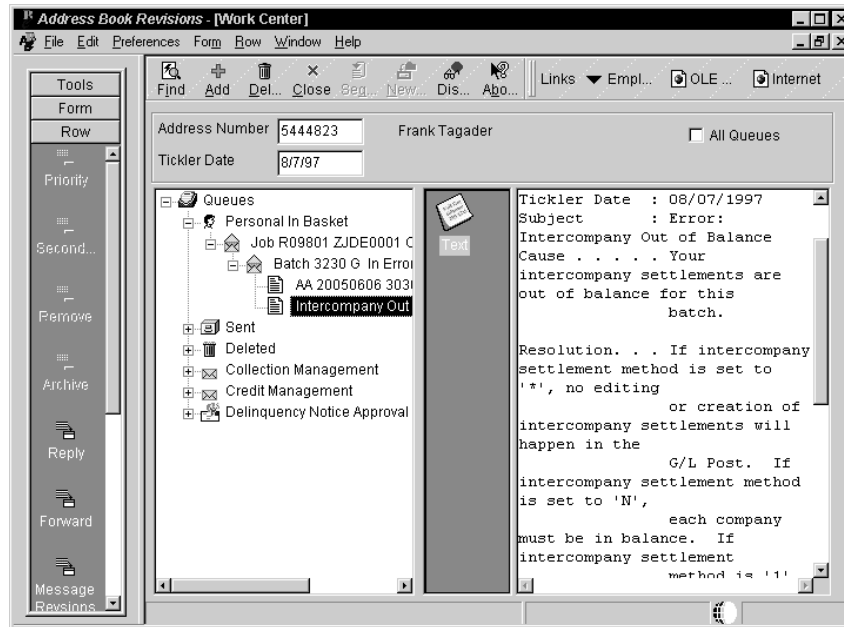 Address Book Revisions - [Work Center]
File Edit Preferences Form Row Window Help
Find Add Del... Close Seq... New... Dis... Abo... Links Empl... OLE ... Internet
Tools
Form
Row
Priority
Second...
Remove
Archive
Reply
Forward
Message
Revsions
Address Number 5444823 Frank Tagader All Queues
Tickler Date 8/7/97
Queues
Personal In Basket
Job R09801 ZJDE0001 C
Batch 3230 G In Error
AA 20050606 3030
Intercompany Out
Sent
Deleted
Collection Management
Credit Management
Delinquency Notice Approval
Text
Tickler Date : 08/07/1997
Subject : Error:
Intercompany Out of Balance
Cause . . . . . Your
intercompany settlements are
out of balance for this
batch.
Resolution. . . If intercompany
settlement method is set to
'*', no editing
or creation of
intercompany settlements will
happen in the
G/L Post. If
intercompany settlement method
is set to 'N',
each company
must be in balance. If
intercompany settlement
method is '1'